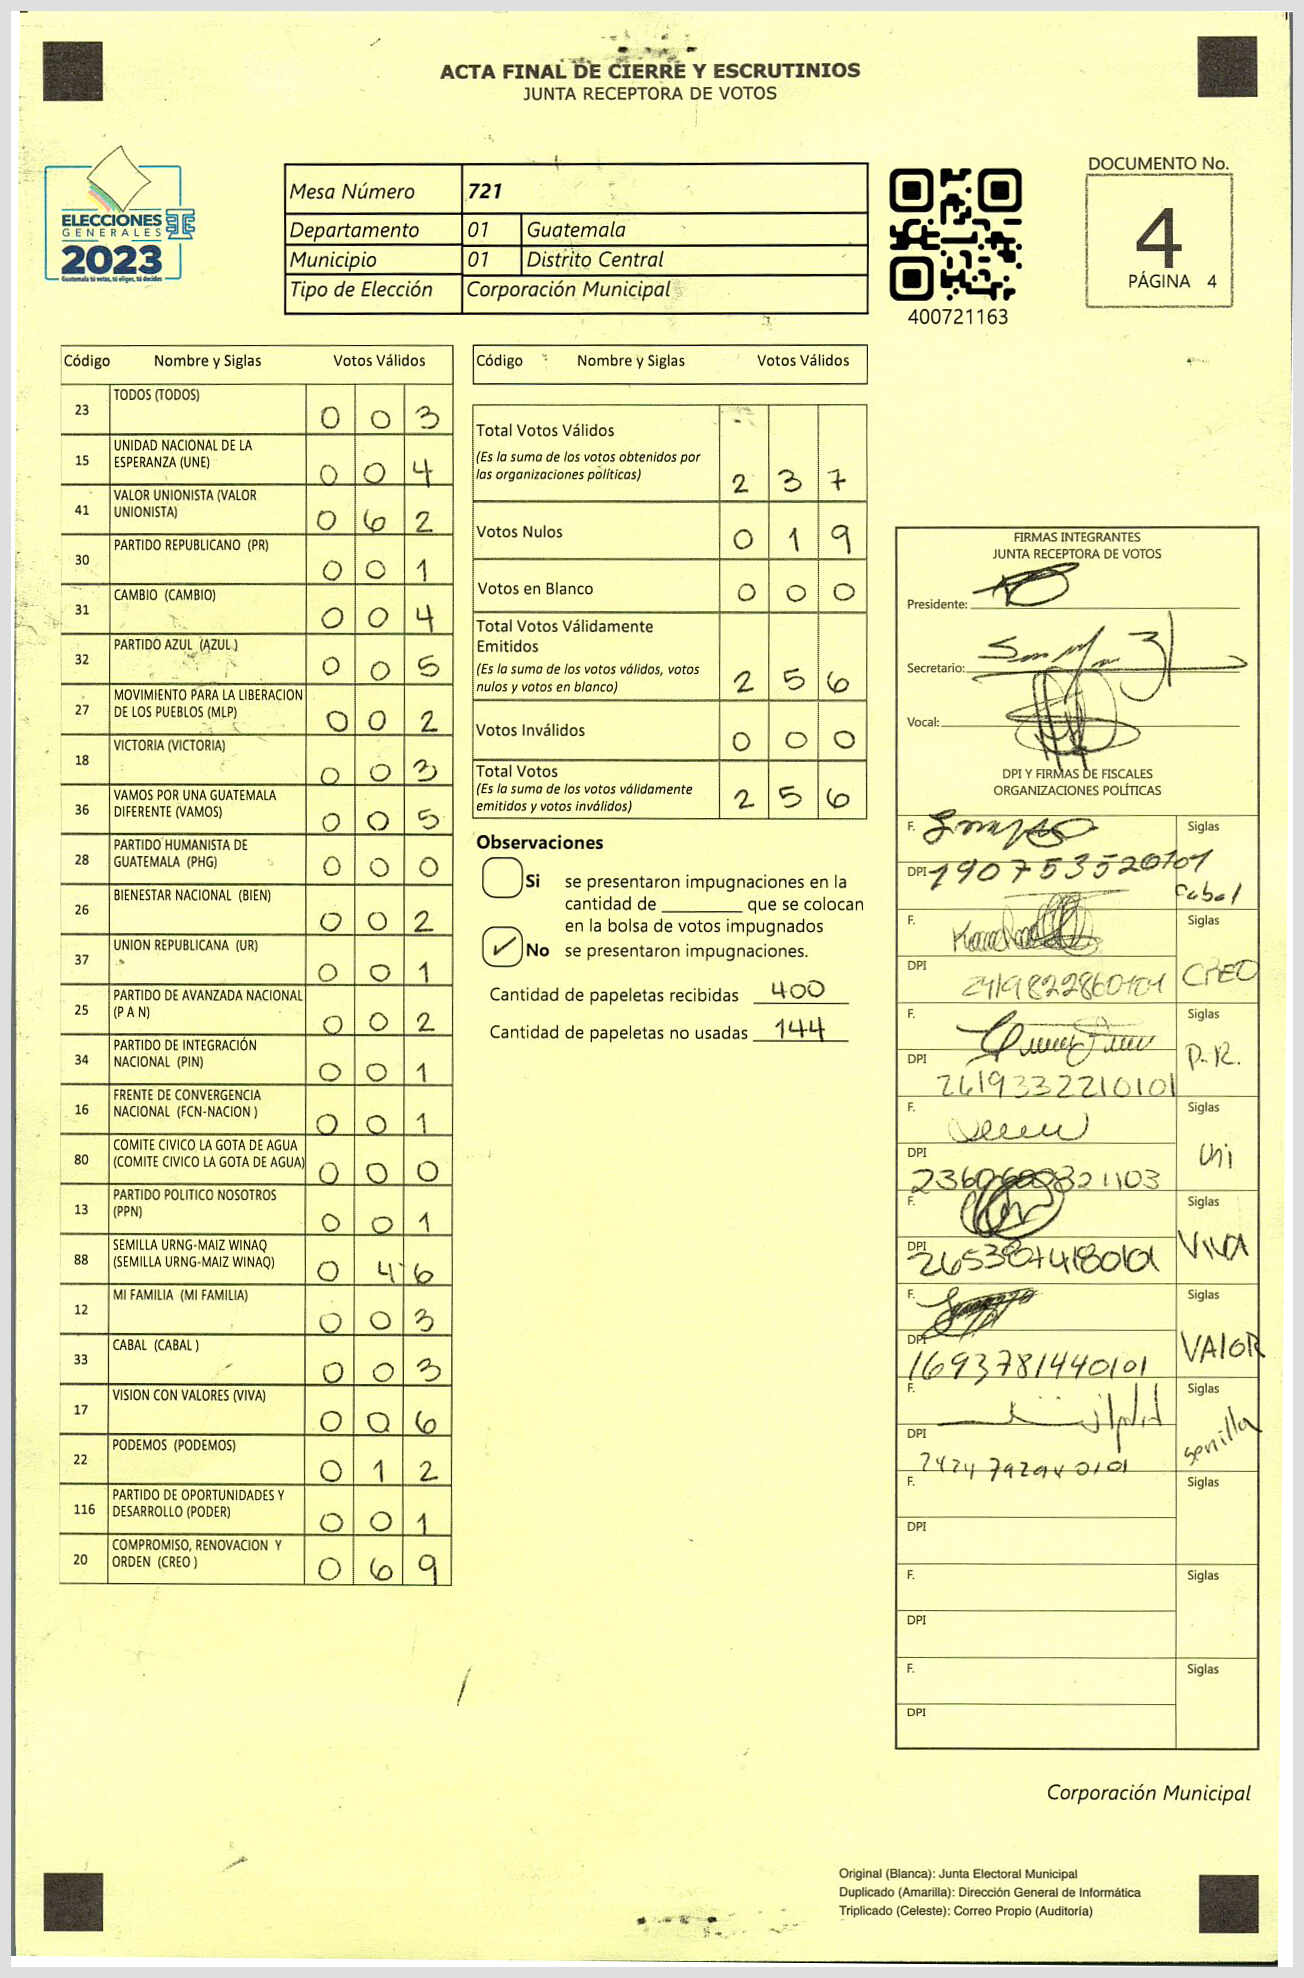 ACTA FINAL DE CIERRE Y ESCRUTINIOS
JUNTA RECEPTORA DE VOTOS
ELECCIONES
GENERALES
2023
Guatemala tú votas, tú eliges, tú decides
Mesa Número 721
Departamento 01 Guatemala
Municipio 01 Distrito Central
Tipo de Elección Corporación Municipal
400721163
DOCUMENTO No.
4
PÁGINA 4
Código Nombre y Siglas Votos Válidos
23 TODOS (TODOS) 0 0 3
15 UNIDAD NACIONAL DE LA
ESPERANZA (UNE) 0 0 4
41 VALOR UNIONISTA (VALOR
UNIONISTA) 0 6 2
30 PARTIDO REPUBLICANO (PR) 0 0 1
31 CAMBIO (CAMBIO) 0 0 4
32 PARTIDO AZUL (AZUL) 0 0 5
27 MOVIMIENTO PARA LA LIBERACION
DE LOS PUEBLOS (MLP) 0 0 2
18 VICTORIA (VICTORIA) 0 0 3
36 VAMOS POR UNA GUATEMALA
DIFERENTE (VAMOS) 0 0 5
28 PARTIDO HUMANISTA DE
GUATEMALA (PHG) 0 0 0
26 BIENESTAR NACIONAL (BIEN) 0 0 2
37 UNION REPUBLICANA (UR) 0 0 1
25 PARTIDO DE AVANZADA NACIONAL
(P A N) 0 0 2
34 PARTIDO DE INTEGRACIÓN
NACIONAL (PIN) 0 0 1
16 FRENTE DE CONVERGENCIA
NACIONAL (FCN-NACION ) 0 0 1
80 COMITE CIVICO LA GOTA DE AGUA
(COMITE CIVICO LA GOTA DE AGUA) 0 0 0
13 PARTIDO POLITICO NOSOTROS
(PPN) 0 0 1
88 SEMILLA URNG-MAIZ WINAQ
(SEMILLA URNG-MAIZ WINAQ) 0 4 6
12 MI FAMILIA (MI FAMILIA) 0 0 3
33 CABAL (CABAL ) 0 0 3
17 VISION CON VALORES (VIVA) 0 0 6
22 PODEMOS (PODEMOS) 0 1 2
116 PARTIDO DE OPORTUNIDADES Y
DESARROLLO (PODER) 0 0 1
20 COMPROMISO, RENOVACION Y
ORDEN (CREO ) 0 6 9
Código Nombre y Siglas Votos Válidos
Total Votos Válidos
(Es la suma de los votos obtenidos por
las organizaciones políticas) 2 3 7
Votos Nulos 0 1 9
Votos en Blanco 0 0 0
Total Votos Válidamente
Emitidos
(Es la suma de los votos válidos, votos
nulos y votos en blanco) 2 5 6
Votos Inválidos 0 0 0
Total Votos
(Es la suma de los votos válidamente
emitidos y votos inválidos) 2 5 6
Observaciones
Si se presentaron impugnaciones en la
cantidad de ________ que se colocan
en la bolsa de votos impugnados
✓ No se presentaron impugnaciones.
Cantidad de papeletas recibidas 400
Cantidad de papeletas no usadas 144
FIRMAS INTEGRANTES
JUNTA RECEPTORA DE VOTOS
Presidente:
Secretario:
Vocal:
DPI Y FIRMAS DE FISCALES
ORGANIZACIONES POLÍTICAS
F. Siglas
DPI 1907535520101 Cabal
F. Siglas
DPI 2419822860101 CREO
F. Siglas
DPI 2619332210101 P.R.
F. Siglas
DPI Uni
F. Siglas
DPI VIVA
F. Siglas
DPI 1693781440101 VALOR
F. Siglas
DPI semilla
F. Siglas
DPI
F. Siglas
DPI
F. Siglas
DPI
Corporación Municipal
Original (Blanca): Junta Electoral Municipal
Duplicado (Amarilla): Dirección General de Informática
Triplicado (Celeste): Correo Propio (Auditoría)